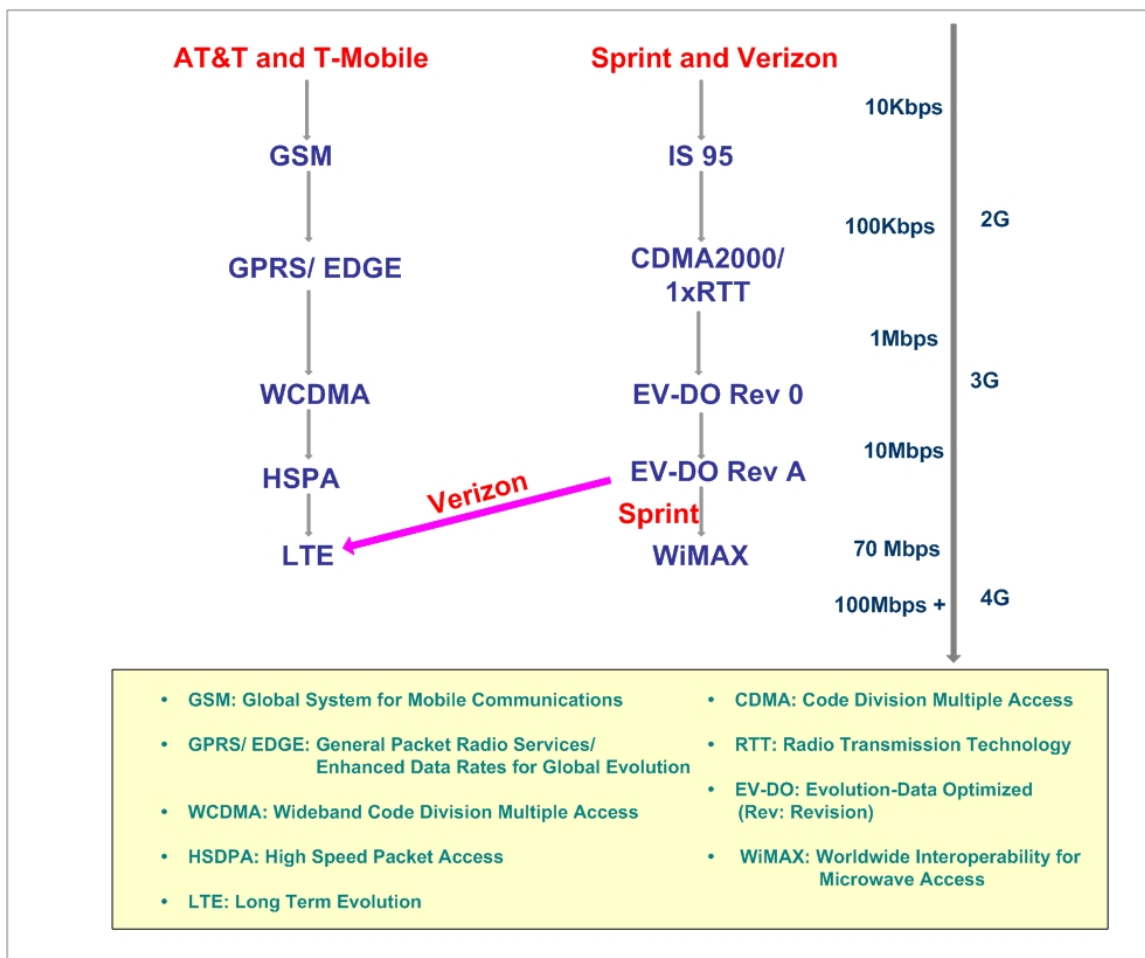 AT&T and T-Mobile
Sprint and Verizon
10Kbps
GSM
IS 95
100Kbps
2G
GPRS/ EDGE
CDMA2000/
1xRTT
1Mbps
3G
WCDMA
EV-DO Rev 0
10Mbps
HSPA
EV-DO Rev A
Verizon
Sprint
LTE
WiMAX
70 Mbps
100Mbps +
4G
• GSM: Global System for Mobile Communications
• GPRS/ EDGE: General Packet Radio Services/
Enhanced Data Rates for Global Evolution
• WCDMA: Wideband Code Division Multiple Access
• HSDPA: High Speed Packet Access
• LTE: Long Term Evolution
• CDMA: Code Division Multiple Access
• RTT: Radio Transmission Technology
• EV-DO: Evolution-Data Optimized
(Rev: Revision)
• WiMAX: Worldwide Interoperability for
Microwave Access